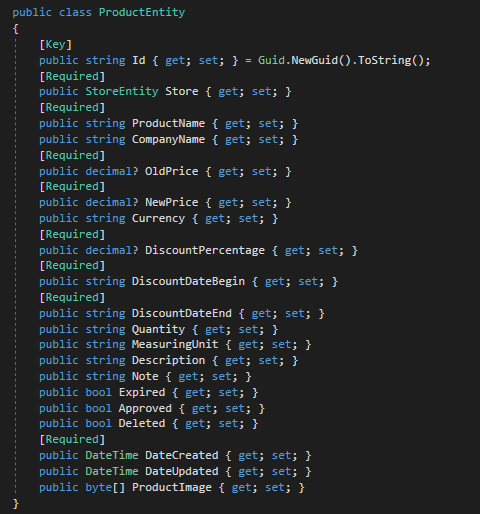 public class ProductEntity
{
[Key]
public string Id { get; set; } = Guid.NewGuid().ToString();
[Required]
public StoreEntity Store { get; set; }
[Required]
public string ProductName { get; set; }
public string CompanyName { get; set; }
[Required]
public decimal? OldPrice { get; set; }
[Required]
public decimal? NewPrice { get; set; }
public string Currency { get; set; }
[Required]
public decimal? DiscountPercentage { get; set; }
[Required]
public string DiscountDateBegin { get; set; }
[Required]
public string DiscountDateEnd { get; set; }
public string Quantity { get; set; }
public string MeasuringUnit { get; set; }
public string Description { get; set; }
public string Note { get; set; }
public bool Expired { get; set; }
public bool Approved { get; set; }
public bool Deleted { get; set; }
[Required]
public DateTime DateCreated { get; set; }
public DateTime DateUpdated { get; set; }
public byte[] ProductImage { get; set; }
}